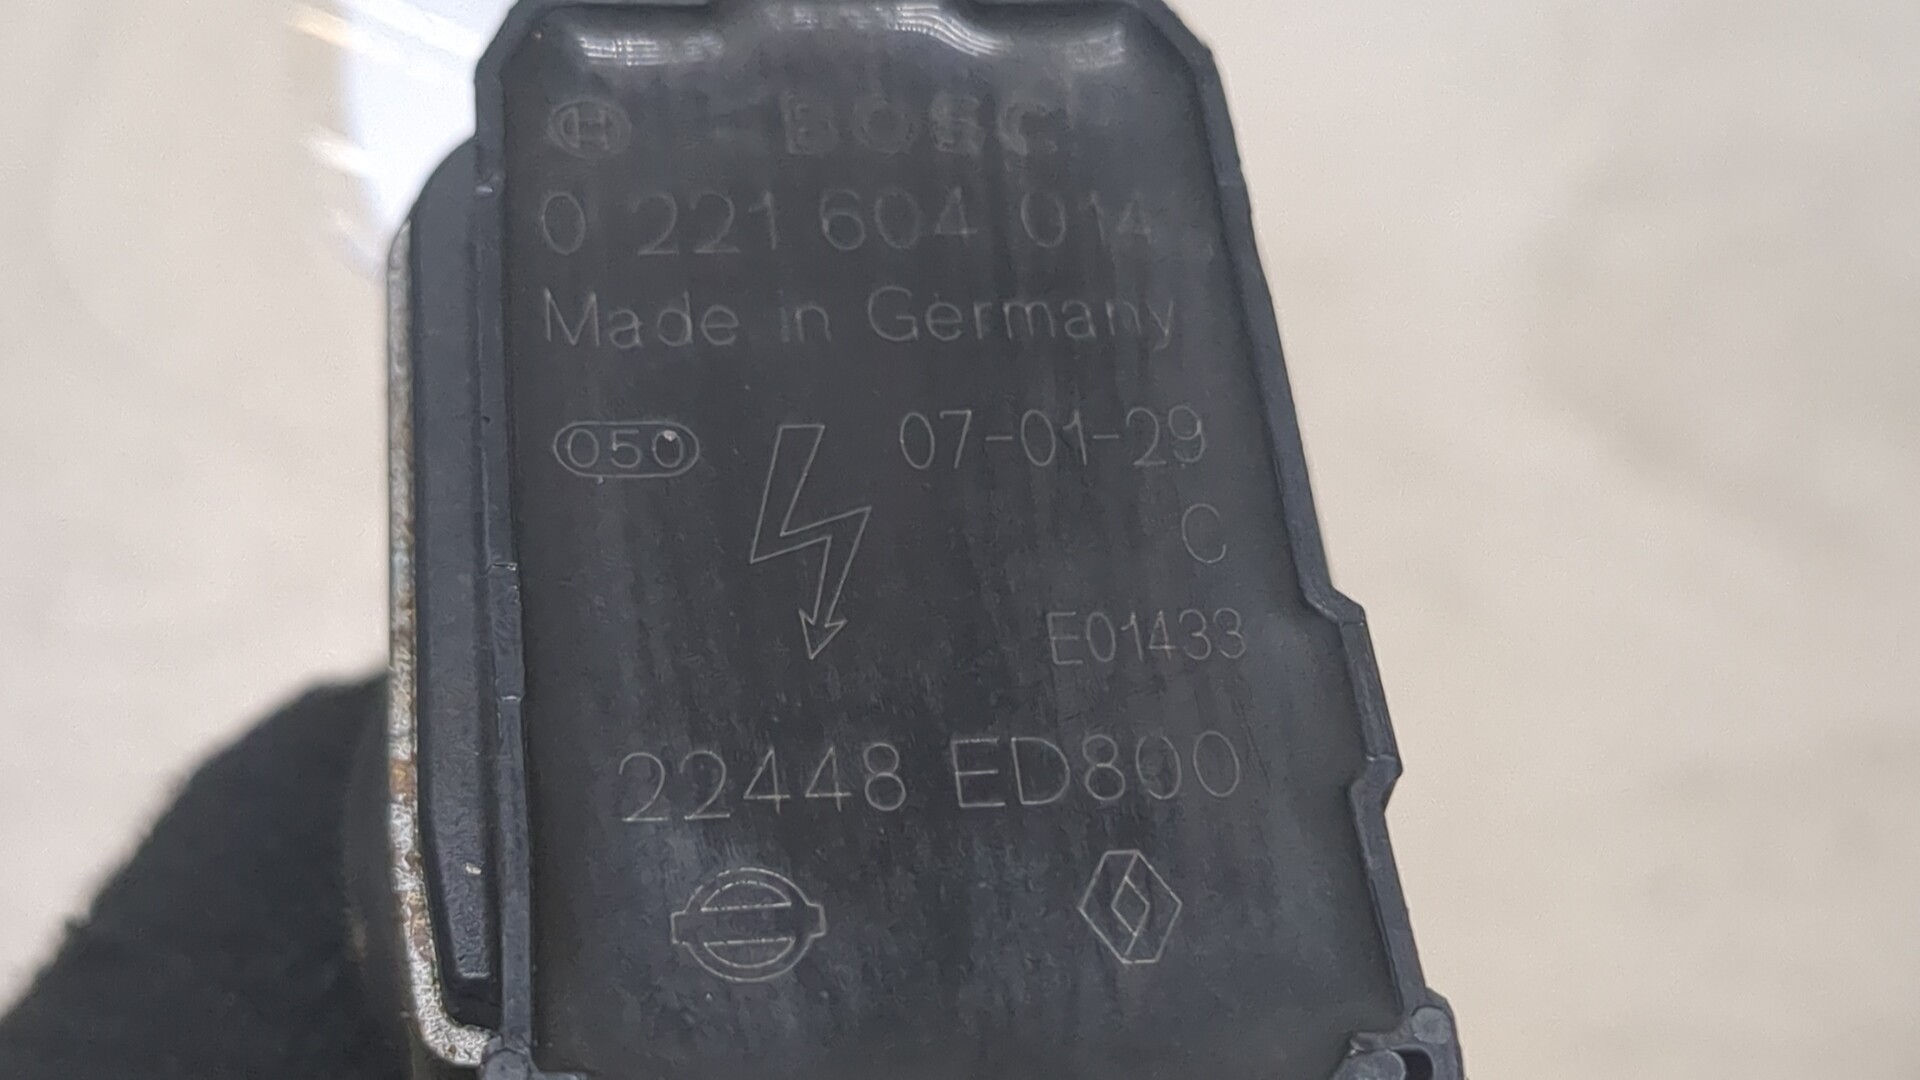 BOSCH
0 221 604 014
Made in Germany
050 07-01-29
C
E01433
22448 ED800